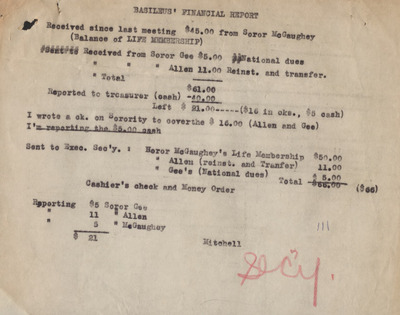 BASILEUS' FINANCIAL REPORT
Received since last meeting $45.00 from Soror McGaughey
(Balance of LIFE MEMBERSHIP)
Received from Soror Gee $5.00 National dues
" " " Allen 11.00 Reinst. and transfer.
" Total $61.00
Reported to treasurer (cash) -40.00
Left $ 21.00-----($16 in cks., $5 cash)
I wrote a ck. on Sorority to coverthe $ 16.00 (Allen and Gee)
I'm reporting the $5.00 cash
Sent to Exec. Sec'y. : Soror McGaughey's Life Membership $50.00
" Allen (reinst. and Tranfer) 11.00
" Gee's (National dues) $ 5.00
Total -$66.00 ($66)
Cashier's check and Money Order
Reporting $5 Soror Gee
" 11 " Allen
" 5 " McGaughey
$ 21
Mitchell
Secy.